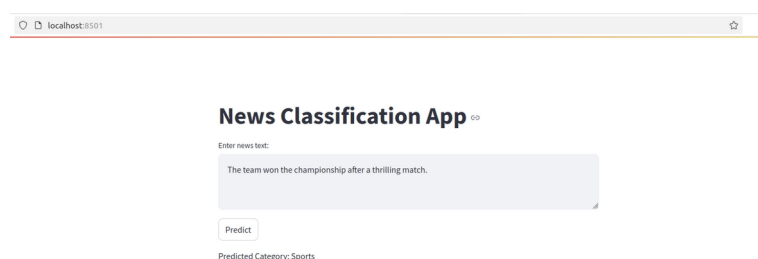 localhost:8501
News Classification App
Enter news text:
The team won the championship after a thrilling match.
Predict
Predicted Category: Sports